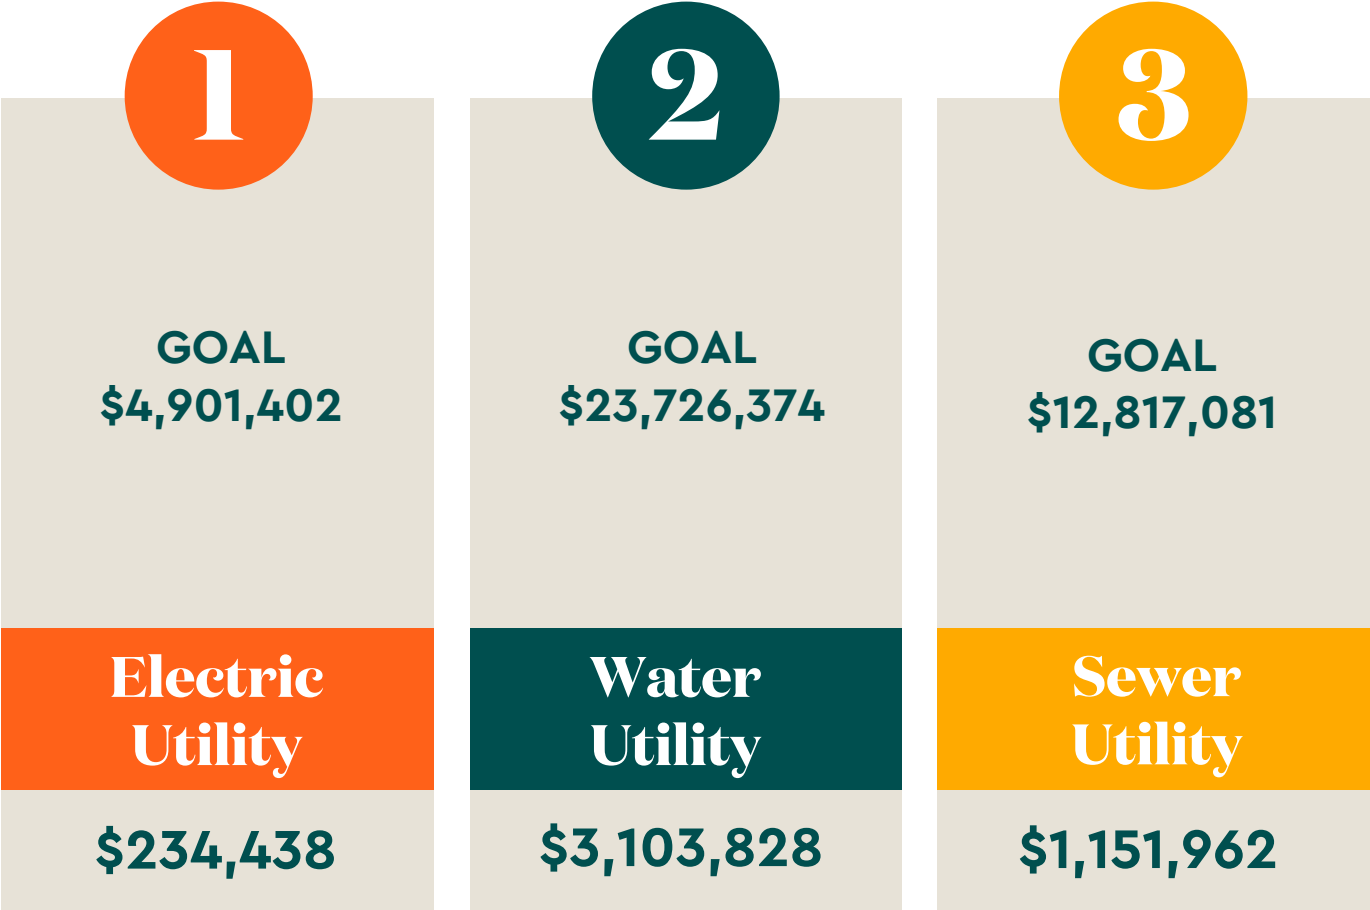 1
GOAL
$4,901,402
Electric
Utility
$234,438
2
GOAL
$23,726,374
Water
Utility
$3,103,828
3
GOAL
$12,817,081
Sewer
Utility
$1,151,962